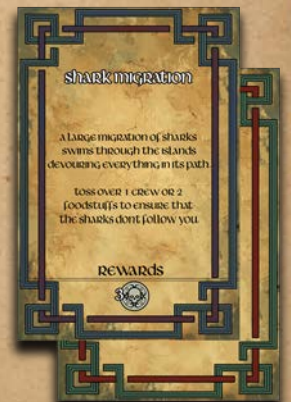 shark migration
a large migration of sharks
swims through the islands
devouring everything in its path.
toss over 1 crew or 2
foodstuffs to ensure that
the sharks dont follow you.
REWARDS
3